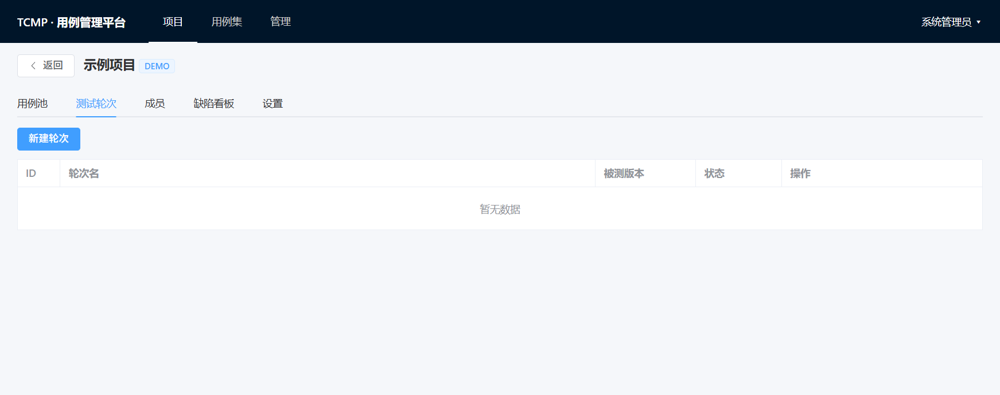 TCMP · 用例管理平台 项目 用例集 管理 系统管理员
返回 示例项目 DEMO
用例池 测试轮次 成员 缺陷看板 设置
新建轮次
ID 轮次名 被测版本 状态 操作
暂无数据